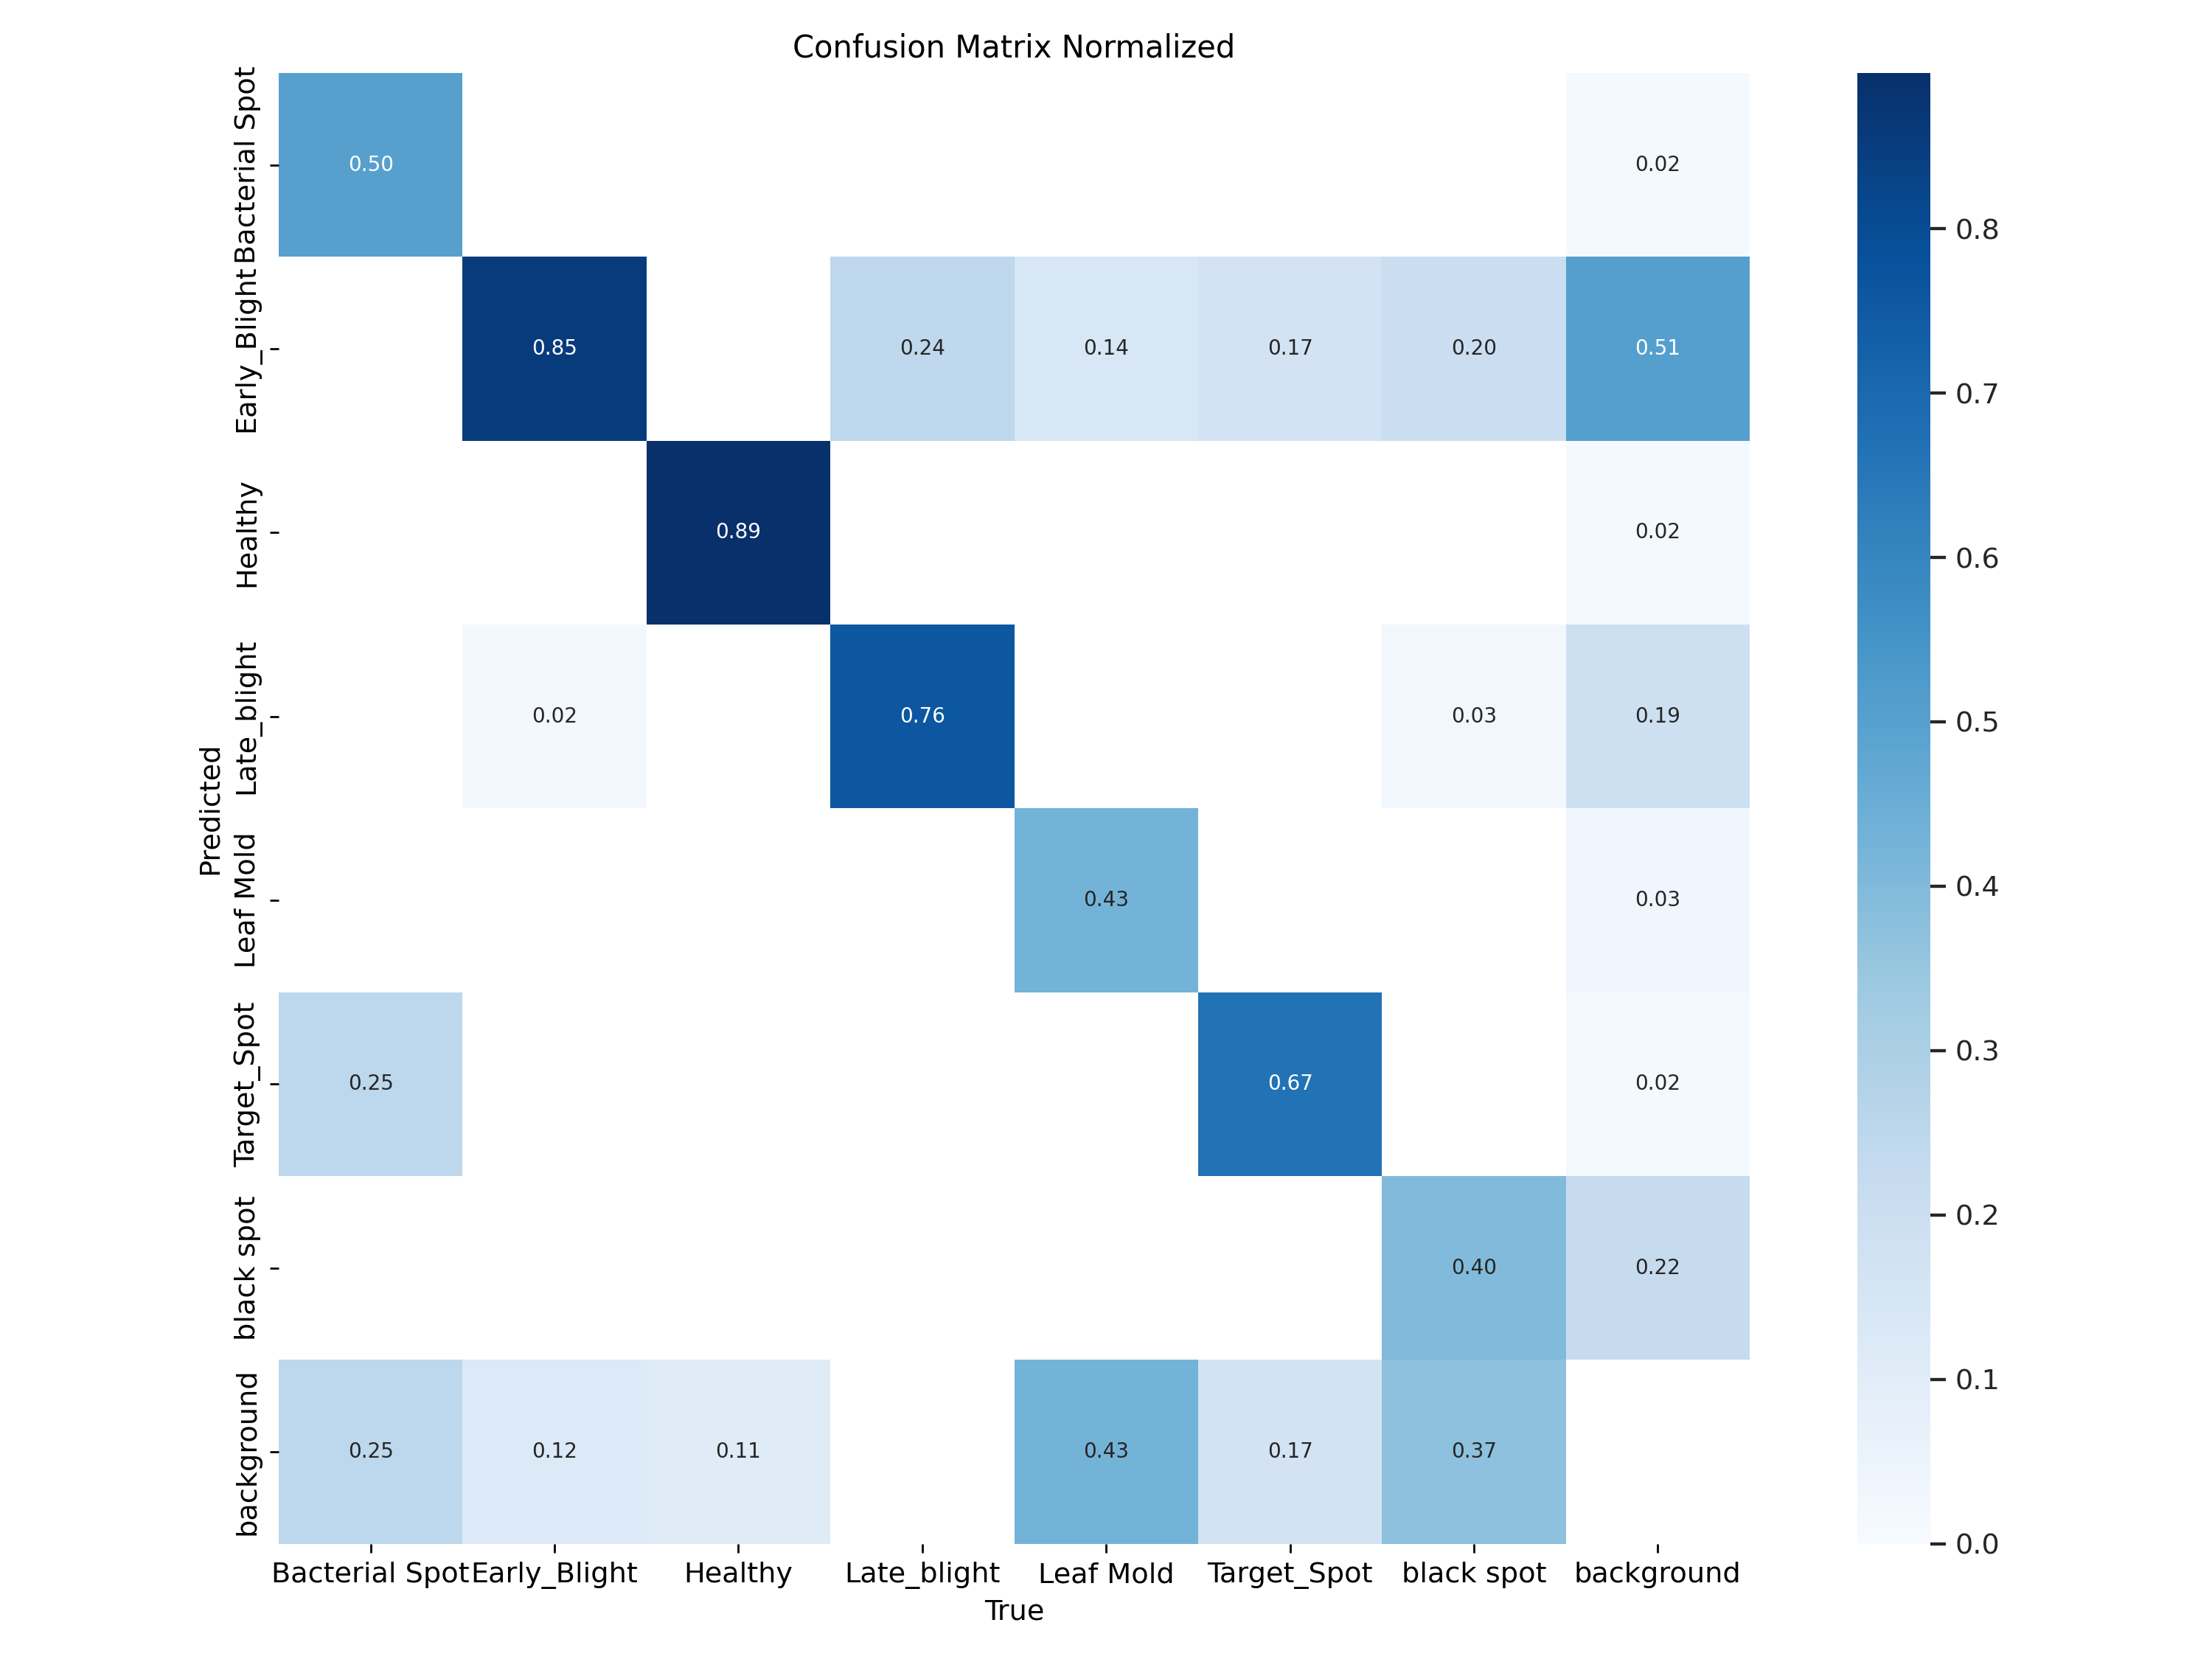 Confusion Matrix Normalized
Predicted
Bacterial Spot
0.50
0.02
Early_Blight
0.85
0.24
0.14
0.17
0.20
0.51
Healthy
0.89
0.02
Late_blight
0.02
0.76
0.03
0.19
Leaf Mold
0.43
0.03
Target_Spot
0.25
0.67
0.02
black spot
0.40
0.22
background
0.25
0.12
0.11
0.43
0.17
0.37
Bacterial Spot
Early_Blight
Healthy
Late_blight
Leaf Mold
Target_Spot
black spot
background
True
0.8
0.7
0.6
0.5
0.4
0.3
0.2
0.1
0.0